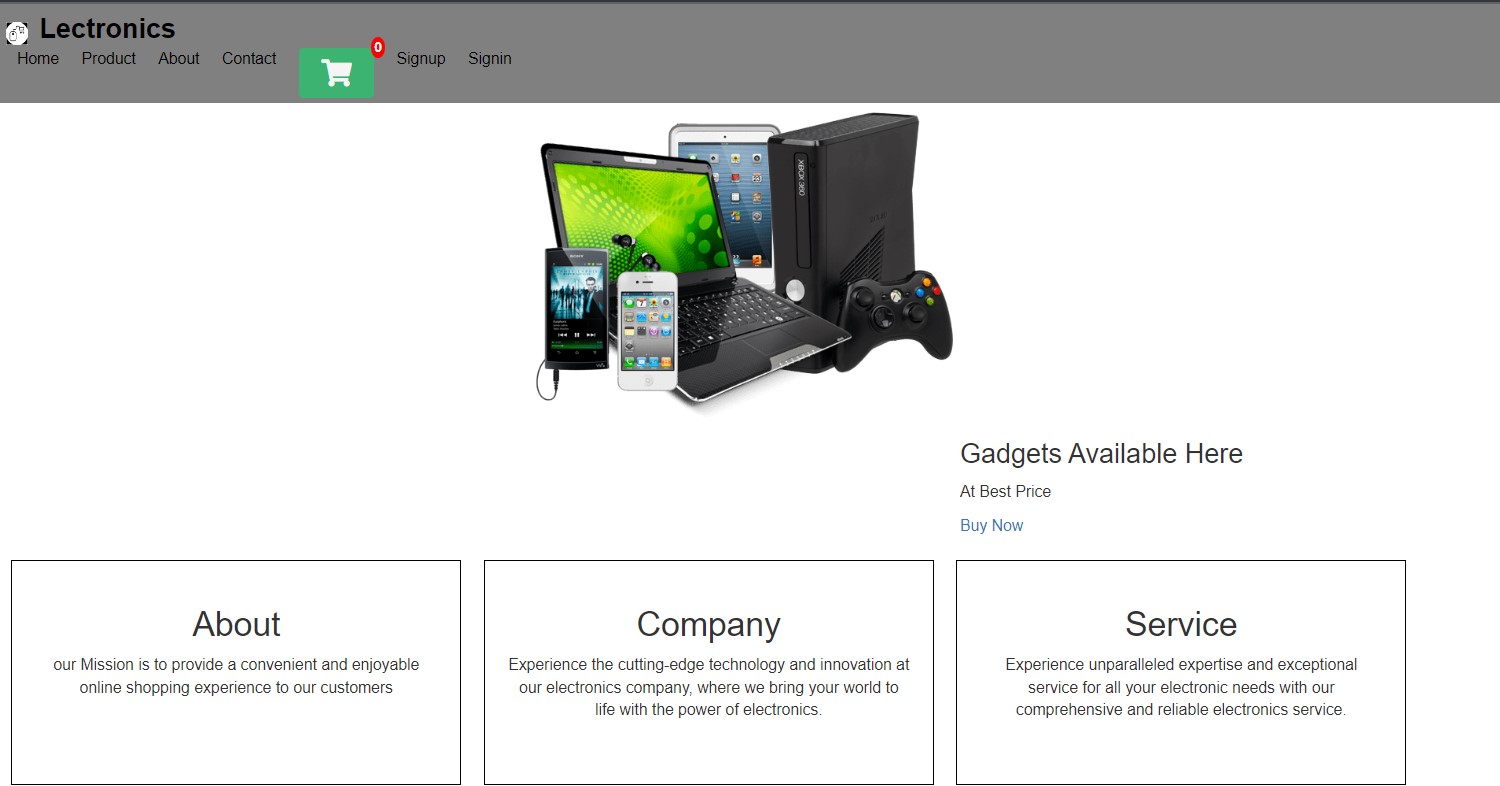 Lectronics
Home Product About Contact 0 Signup Signin
XBOX 360
SONY
Gadgets Available Here
At Best Price
Buy Now
About
our Mission is to provide a convenient and enjoyable
online shopping experience to our customers
Company
Experience the cutting-edge technology and innovation at
our electronics company, where we bring your world to
life with the power of electronics.
Service
Experience unparalleled expertise and exceptional
service for all your electronic needs with our
comprehensive and reliable electronics service.